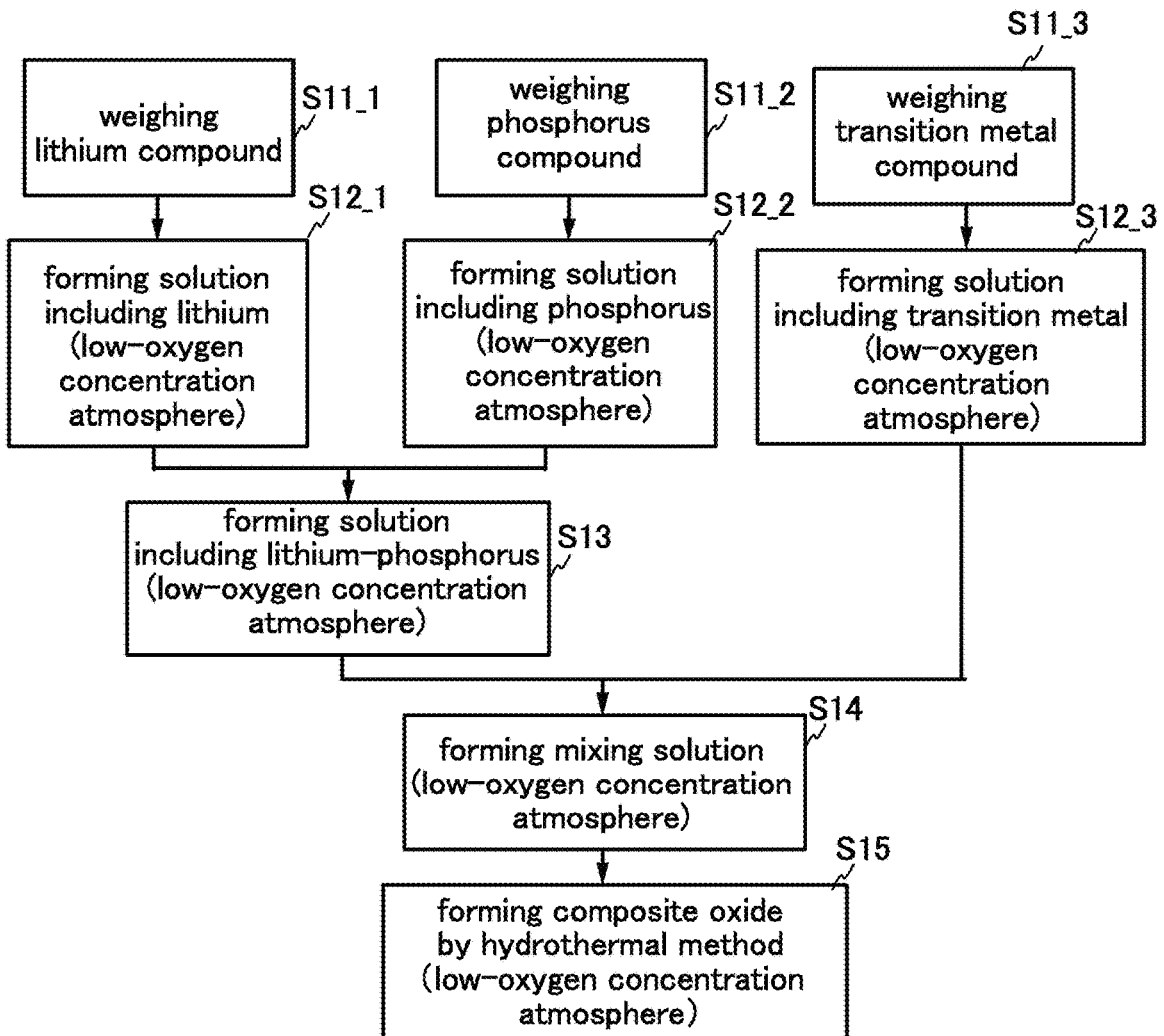 S11_1
weighing
lithium compound
S11_2
weighing
phosphorus
compound
S11_3
weighing
transition metal
compound
S12_1
forming solution
including lithium
(low-oxygen
concentration
atmosphere)
S12_2
forming solution
including phosphorus
(low-oxygen
concentration
atmosphere)
S12_3
forming solution
including transition metal
(low-oxygen
concentration
atmosphere)
S13
forming solution
including lithium-phosphorus
(low-oxygen concentration
atmosphere)
S14
forming mixing solution
(low-oxygen concentration
atmosphere)
S15
forming composite oxide
by hydrothermal method
(low-oxygen concentration
atmosphere)